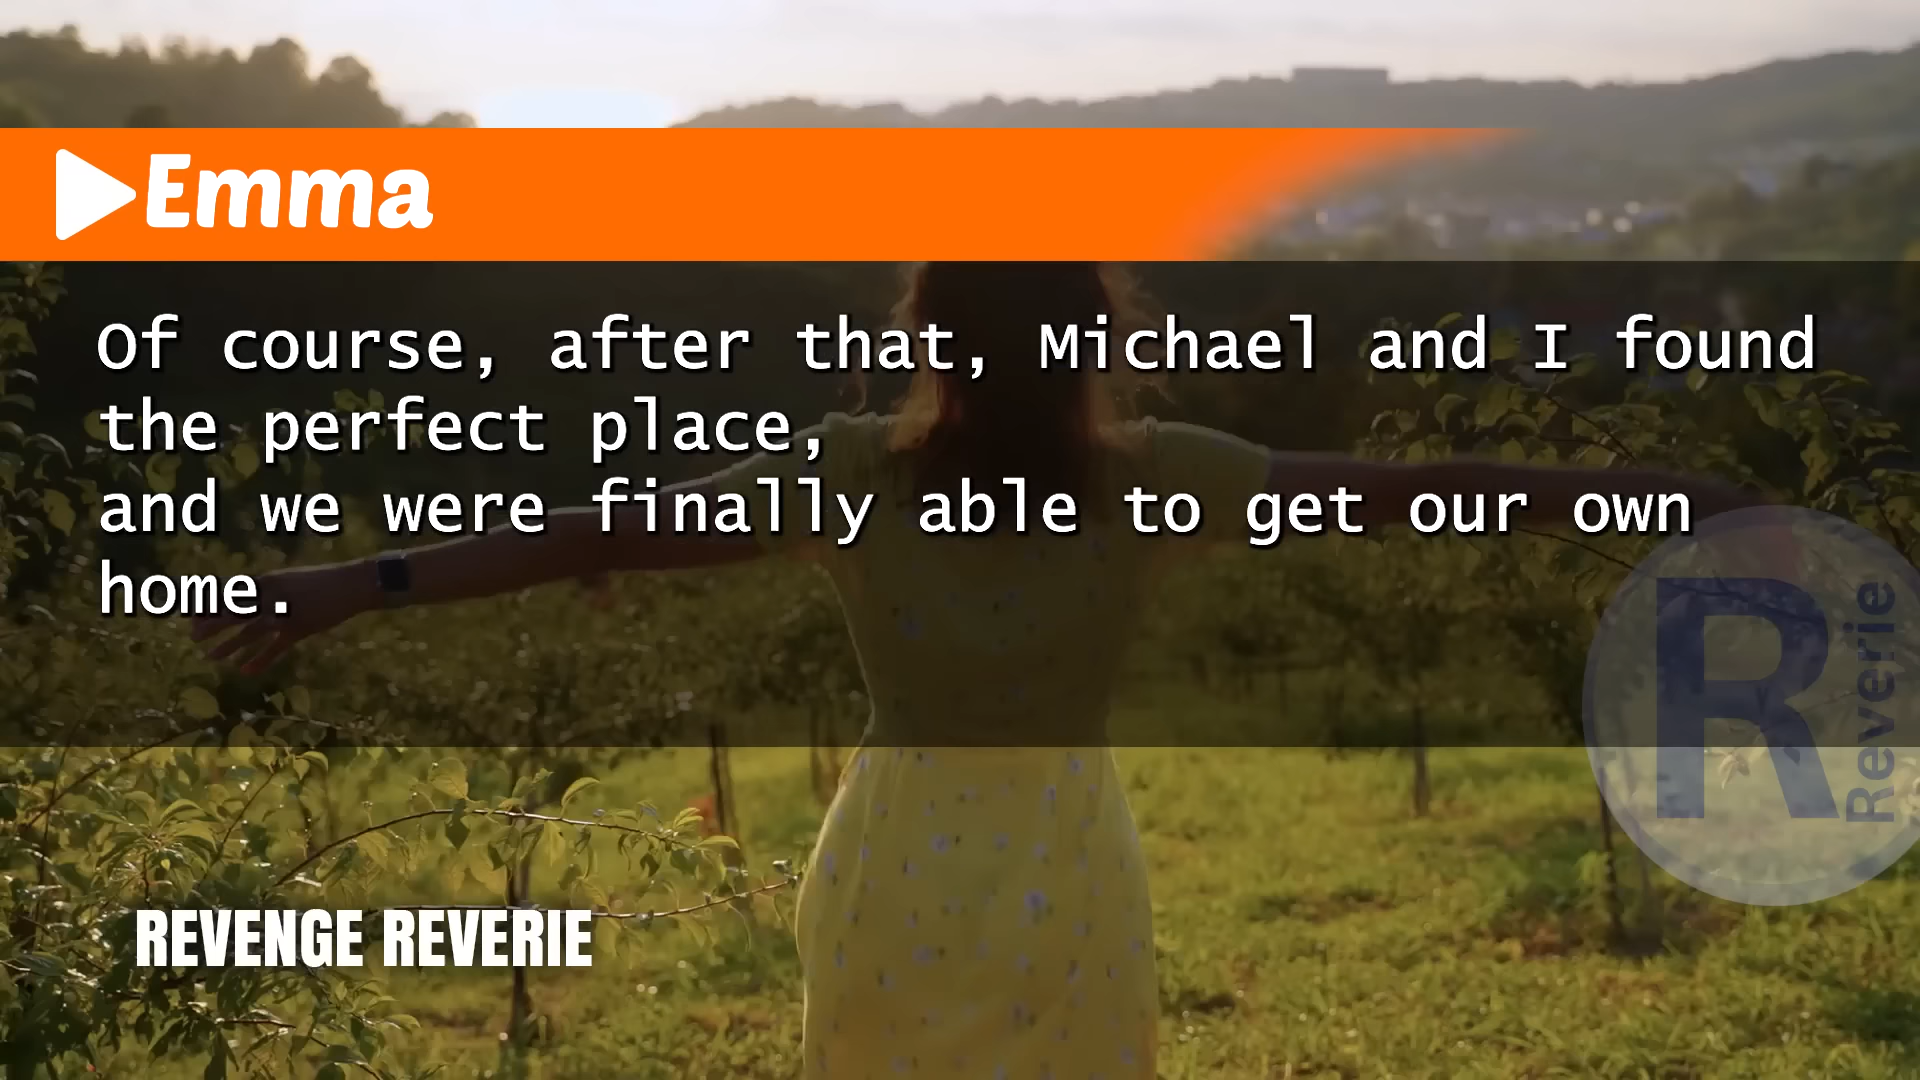 Emma
Of course, after that, Michael and I found
the perfect place,
and we were finally able to get our own
home.
R
Reverie
REVENGE REVERIE